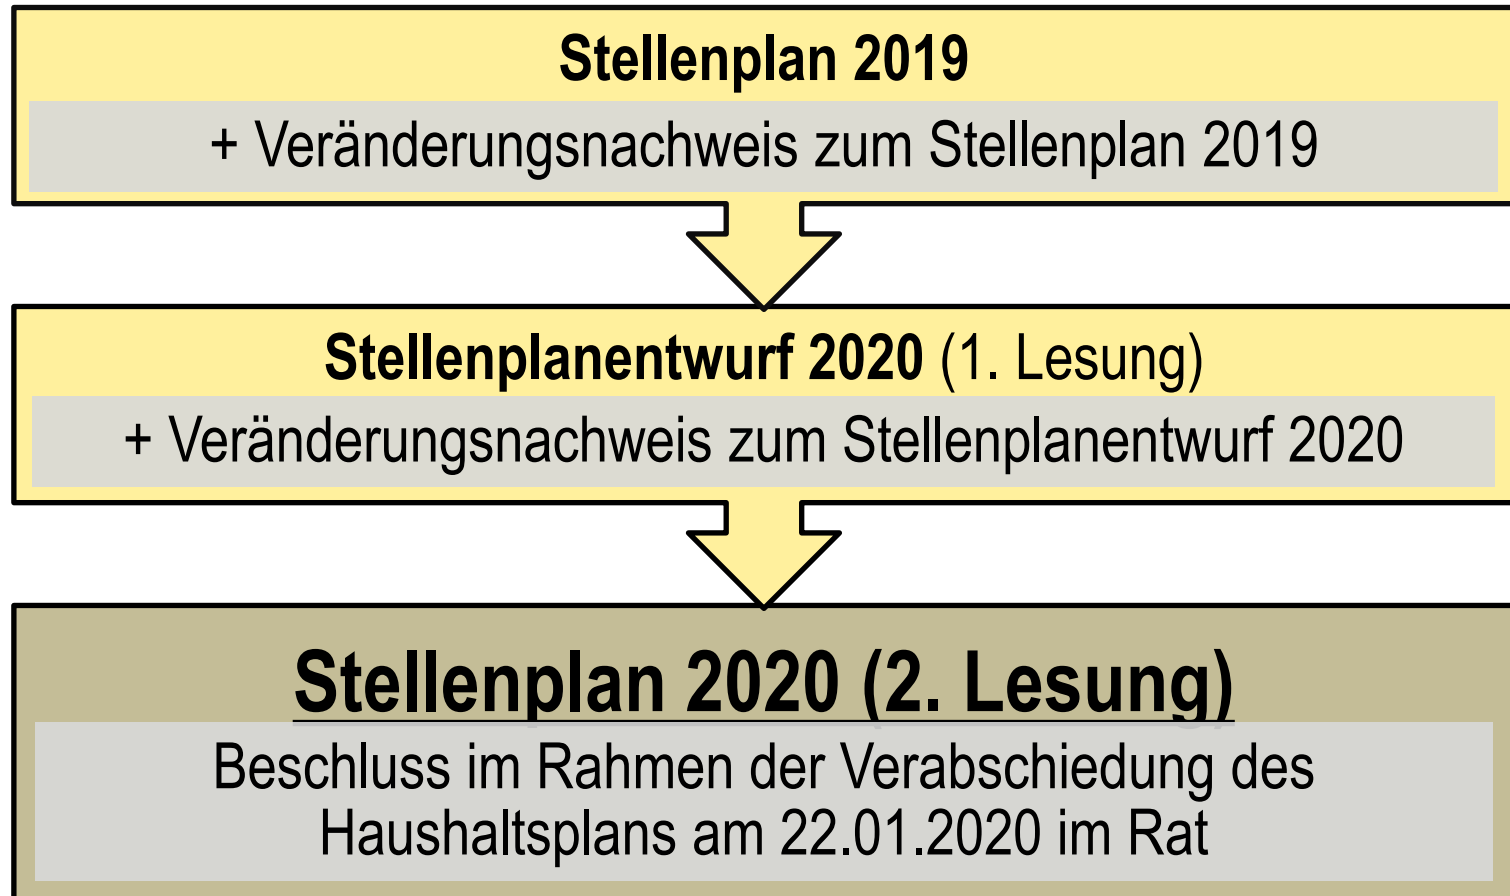 Stellenplan 2019
+ Veränderungsnachweis zum Stellenplan 2019
Stellenplanentwurf 2020 (1. Lesung)
+ Veränderungsnachweis zum Stellenplanentwurf 2020
Stellenplan 2020 (2. Lesung)
Beschluss im Rahmen der Verabschiedung des
Haushaltsplans am 22.01.2020 im Rat